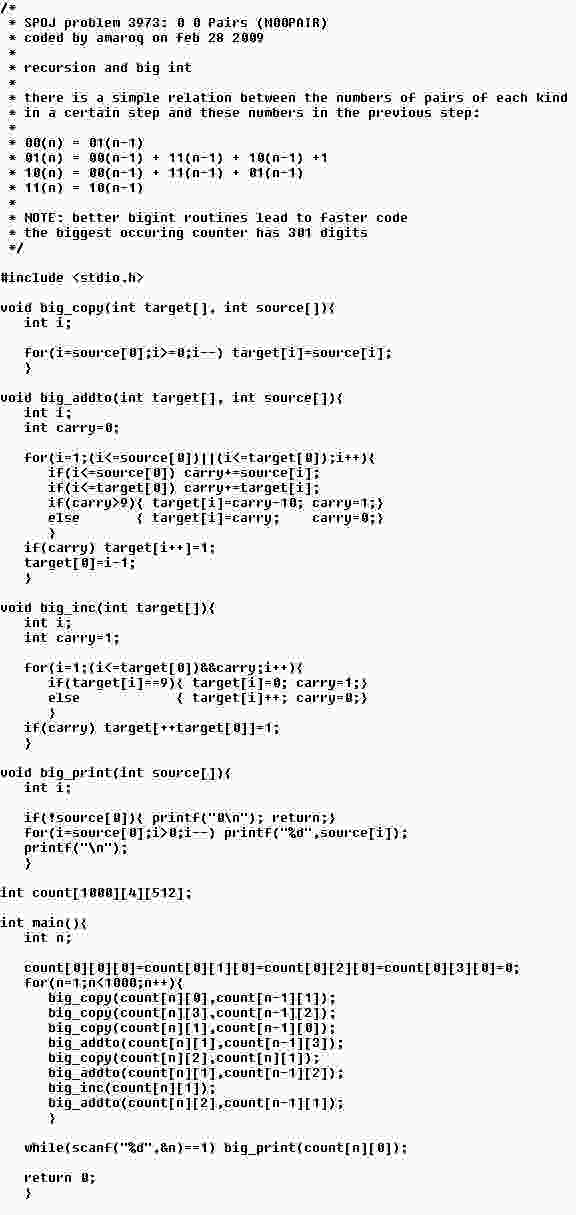 /*
 * SPOJ problem 3973: 0 0 Pairs (M00PAIR)
 * coded by amaroq on feb 28 2009
 *
 * recursion and big int
 *
 * there is a simple relation between the numbers of pairs of each kind
 * in a certain step and these numbers in the previous step:
 *
 * 00(n) = 01(n-1)
 * 01(n) = 00(n-1) + 11(n-1) + 10(n-1) +1
 * 10(n) = 00(n-1) + 11(n-1) + 01(n-1)
 * 11(n) = 10(n-1)
 *
 * NOTE: better bigint routines lead to faster code
 * the biggest occuring counter has 301 digits
 */
#include <stdio.h>
void big_copy(int target[], int source[]){
   int i;
   for(i=source[0];i>=0;i--) target[i]=source[i];
   }
void big_addto(int target[], int source[]){
   int i;
   int carry=0;
   for(i=1;(i<=source[0])||(i<=target[0]);i++){
      if(i<=source[0]) carry+=source[i];
      if(i<=target[0]) carry+=target[i];
      if(carry>9){ target[i]=carry-10; carry=1;}
      else       { target[i]=carry;    carry=0;}
      }
   if(carry) target[i++]=1;
   target[0]=i-1;
   }
void big_inc(int target[]){
   int i;
   int carry=1;
   for(i=1;(i<=target[0])&&carry;i++){
      if(target[i]==9){ target[i]=0; carry=1;}
      else            { target[i]++; carry=0;}
      }
   if(carry) target[++target[0]]=1;
   }
void big_print(int source[]){
   int i;
   if(!source[0]){ printf("0\n"); return;}
   for(i=source[0];i>0;i--) printf("%d",source[i]);
   printf("\n");
   }
int count[1000][4][512];
int main(){
   int n;
   count[0][0][0]=count[0][1][0]=count[0][2][0]=count[0][3][0]=0;
   for(n=1;n<1000;n++){
      big_copy(count[n][0],count[n-1][1]);
      big_copy(count[n][3],count[n-1][2]);
      big_copy(count[n][1],count[n-1][0]);
      big_addto(count[n][1],count[n-1][3]);
      big_copy(count[n][2],count[n][1]);
      big_addto(count[n][1],count[n-1][2]);
      big_inc(count[n][1]);
      big_addto(count[n][2],count[n-1][1]);
      }
   while(scanf("%d",&n)==1) big_print(count[n][0]);
   return 0;
   }